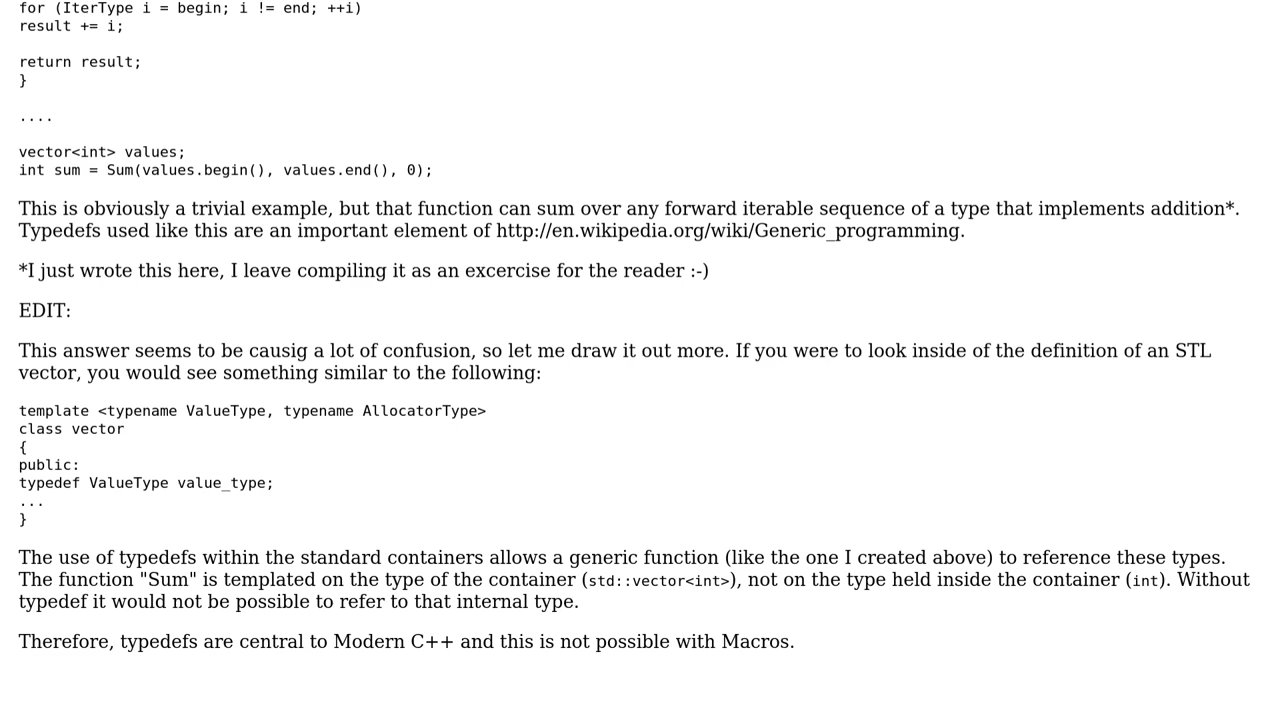 for (IterType i = begin; i != end; ++i)
result += i;
return result;
}
....
vector<int> values;
int sum = Sum(values.begin(), values.end(), 0);
This is obviously a trivial example, but that function can sum over any forward iterable sequence of a type that implements addition*.
Typedefs used like this are an important element of http://en.wikipedia.org/wiki/Generic_programming.
*I just wrote this here, I leave compiling it as an excercise for the reader :-)
EDIT:
This answer seems to be causig a lot of confusion, so let me draw it out more. If you were to look inside of the definition of an STL
vector, you would see something similar to the following:
template <typename ValueType, typename AllocatorType>
class vector
{
public:
typedef ValueType value_type;
...
}
The use of typedefs within the standard containers allows a generic function (like the one I created above) to reference these types.
The function "Sum" is templated on the type of the container (std::vector<int>), not on the type held inside the container (int). Without
typedef it would not be possible to refer to that internal type.
Therefore, typedefs are central to Modern C++ and this is not possible with Macros.